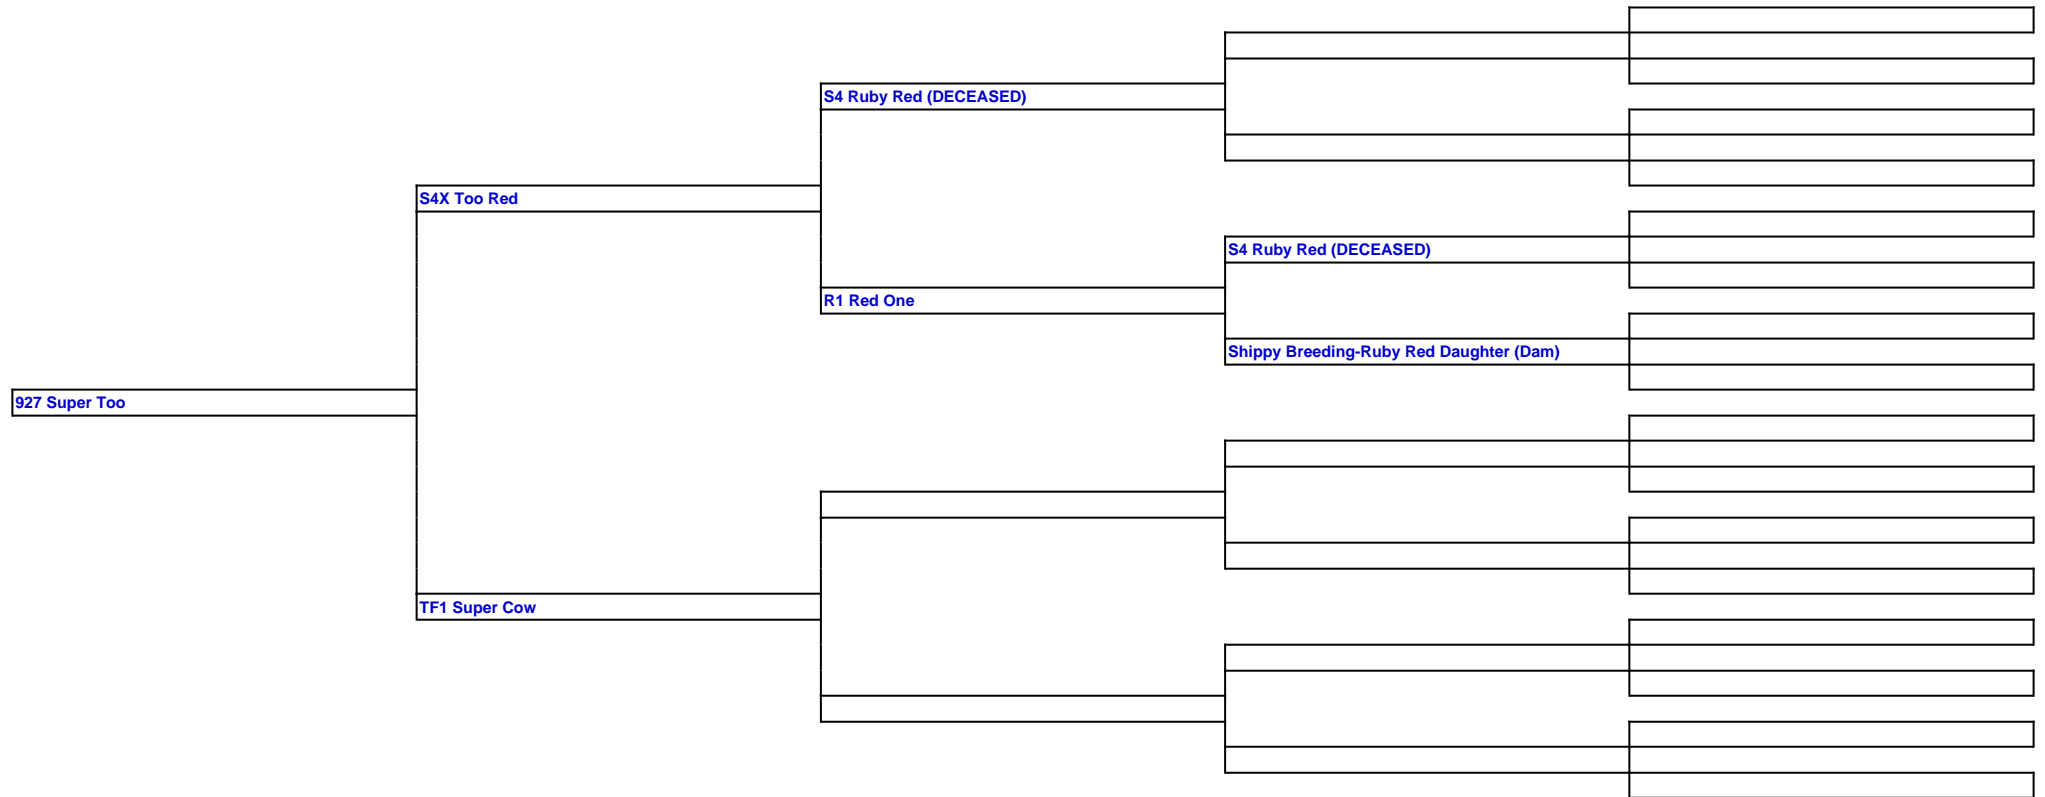 S4 Ruby Red (DECEASED)
S4X Too Red
S4 Ruby Red (DECEASED)
R1 Red One
Shippy Breeding-Ruby Red Daughter (Dam)
927 Super Too
TF1 Super Cow